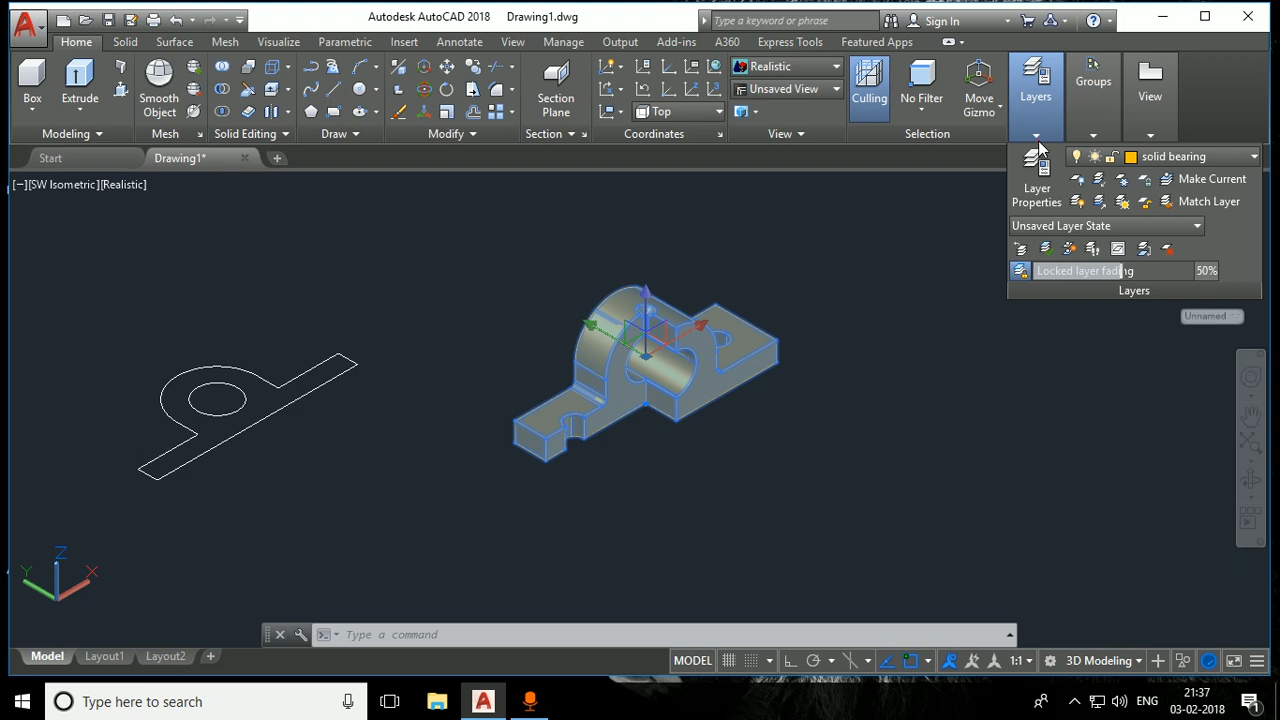 Autodesk AutoCAD 2018 Drawing1.dwg
Type a keyword or phrase
Sign In
Home Solid Surface Mesh Visualize Parametric Insert Annotate View Manage Output Add-ins A360 Express Tools Featured Apps
Box
Extrude
Smooth
Object
Section
Plane
Realistic
Unsaved View
Top
Culling
No Filter
Move
Gizmo
Layers
Groups
View
Modeling
Mesh
Solid Editing
Draw
Modify
Section
Coordinates
View
Selection
Start
Drawing1*
solid bearing
Layer
Properties
Make Current
Match Layer
Unsaved Layer State
Locked layer fading
50%
Layers
[−][SW Isometric][Realistic]
Unnamed
Z
Y
X
Type a command
Model Layout1 Layout2
MODEL
1:1
3D Modeling
Type here to search
ENG
21:37
03-02-2018
1